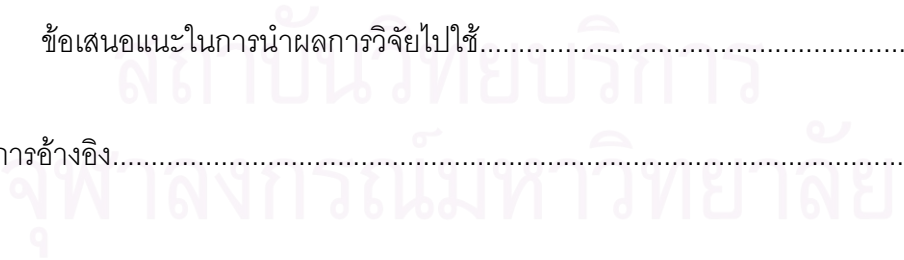 ข้อเสนอแนะในการนำผลการวิจัยไปใช้.......................................................
สถาบันวิทยบริการ
การอ้างอิง.....................................................................................................
จุฬาลงกรณ์มหาวิทยาลัย